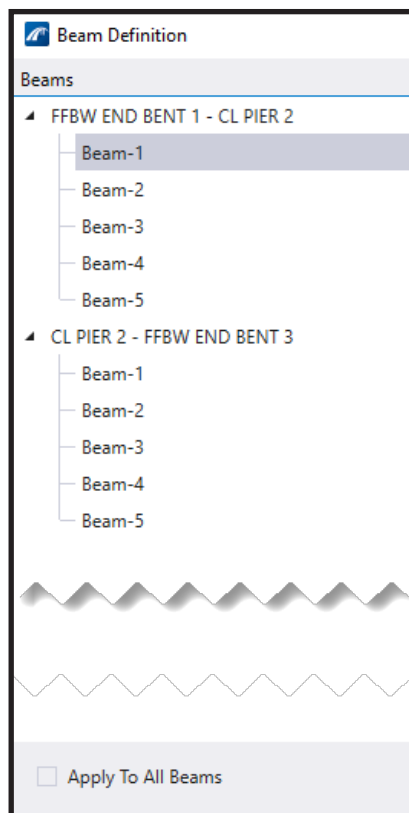 Beam Definition
Beams
FFBW END BENT 1 - CL PIER 2
Beam-1
Beam-2
Beam-3
Beam-4
Beam-5
CL PIER 2 - FFBW END BENT 3
Beam-1
Beam-2
Beam-3
Beam-4
Beam-5
Apply To All Beams